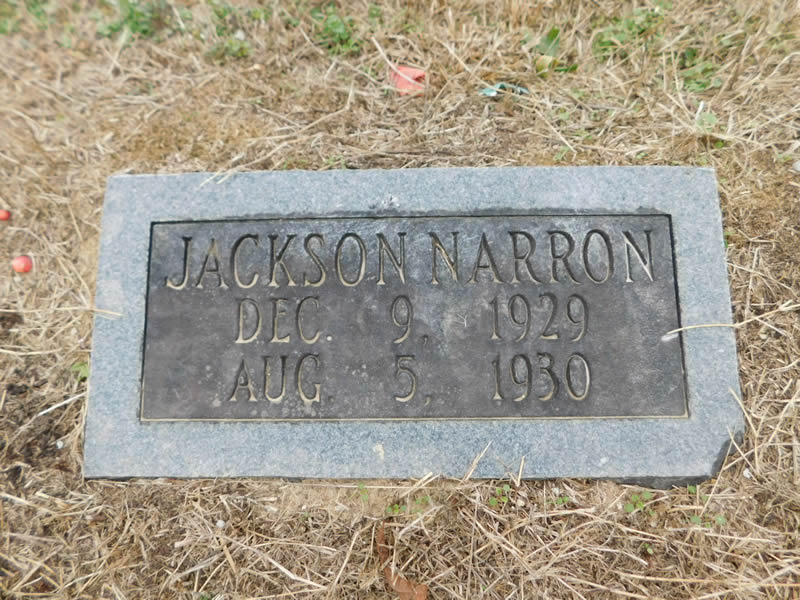 JACKSON NARRON
DEC. 9, 1929
AUG. 5, 1930